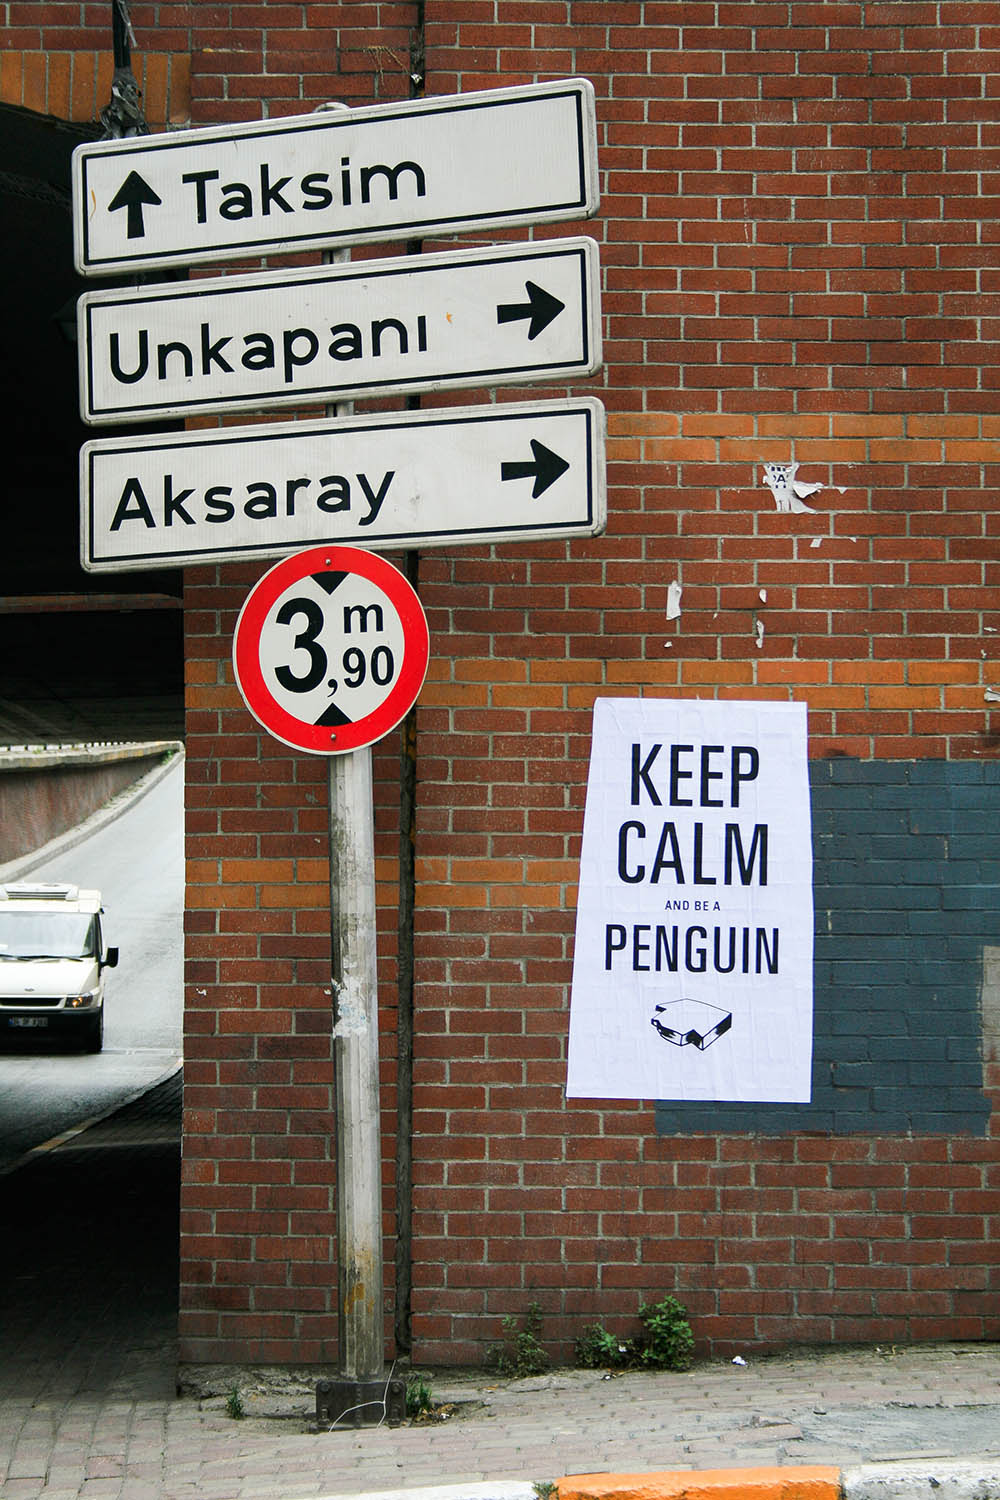 Taksim
Unkapanı
Aksaray
3 m
,90
KEEP
CALM
AND BE A
PENGUIN